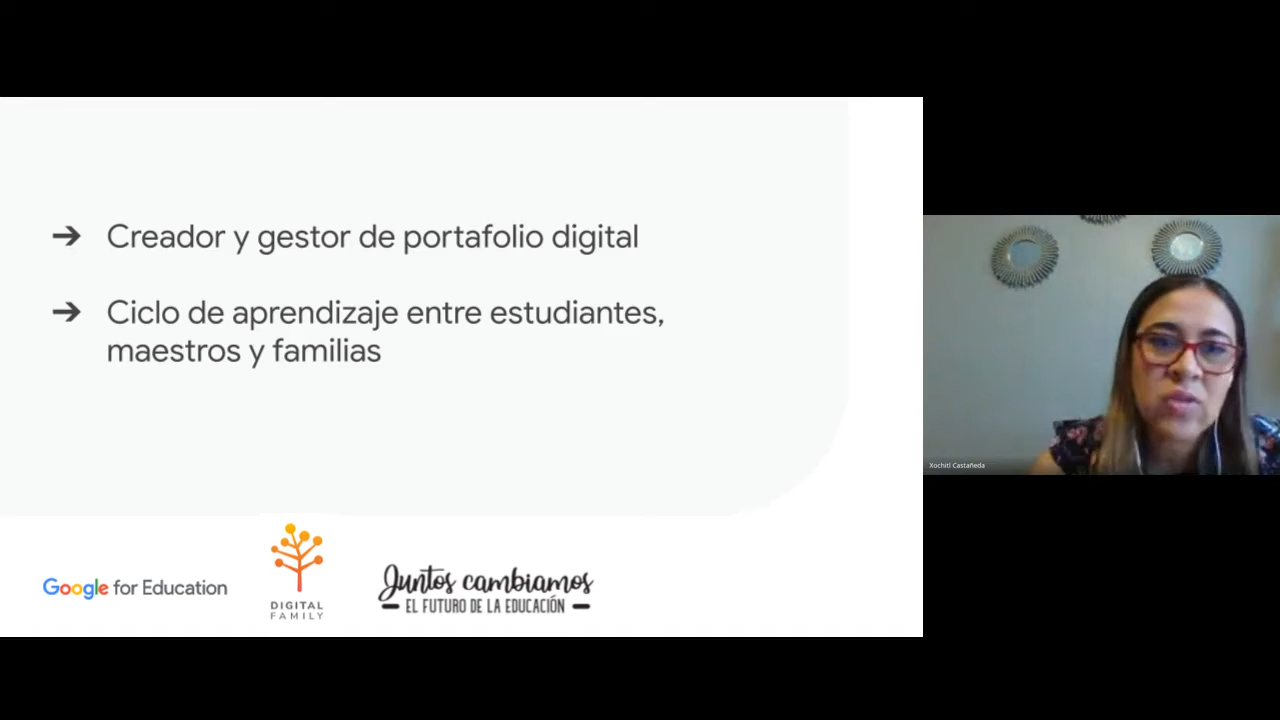 ➔ Creador y gestor de portafolio digital
➔ Ciclo de aprendizaje entre estudiantes,
maestros y familias
Google for Education
DIGITAL
FAMILY
Juntos cambiamos
EL FUTURO DE LA EDUCACIÓN
Xochitl Castañeda